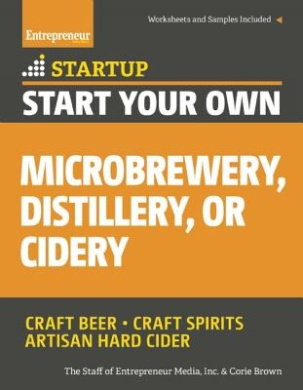 Worksheets and Samples Included
Entrepreneur
STARTUP
START YOUR OWN
MICROBREWERY,
DISTILLERY, OR
CIDERY
CRAFT BEER • CRAFT SPIRITS
ARTISAN HARD CIDER
The Staff of Entrepreneur Media, Inc. & Corie Brown